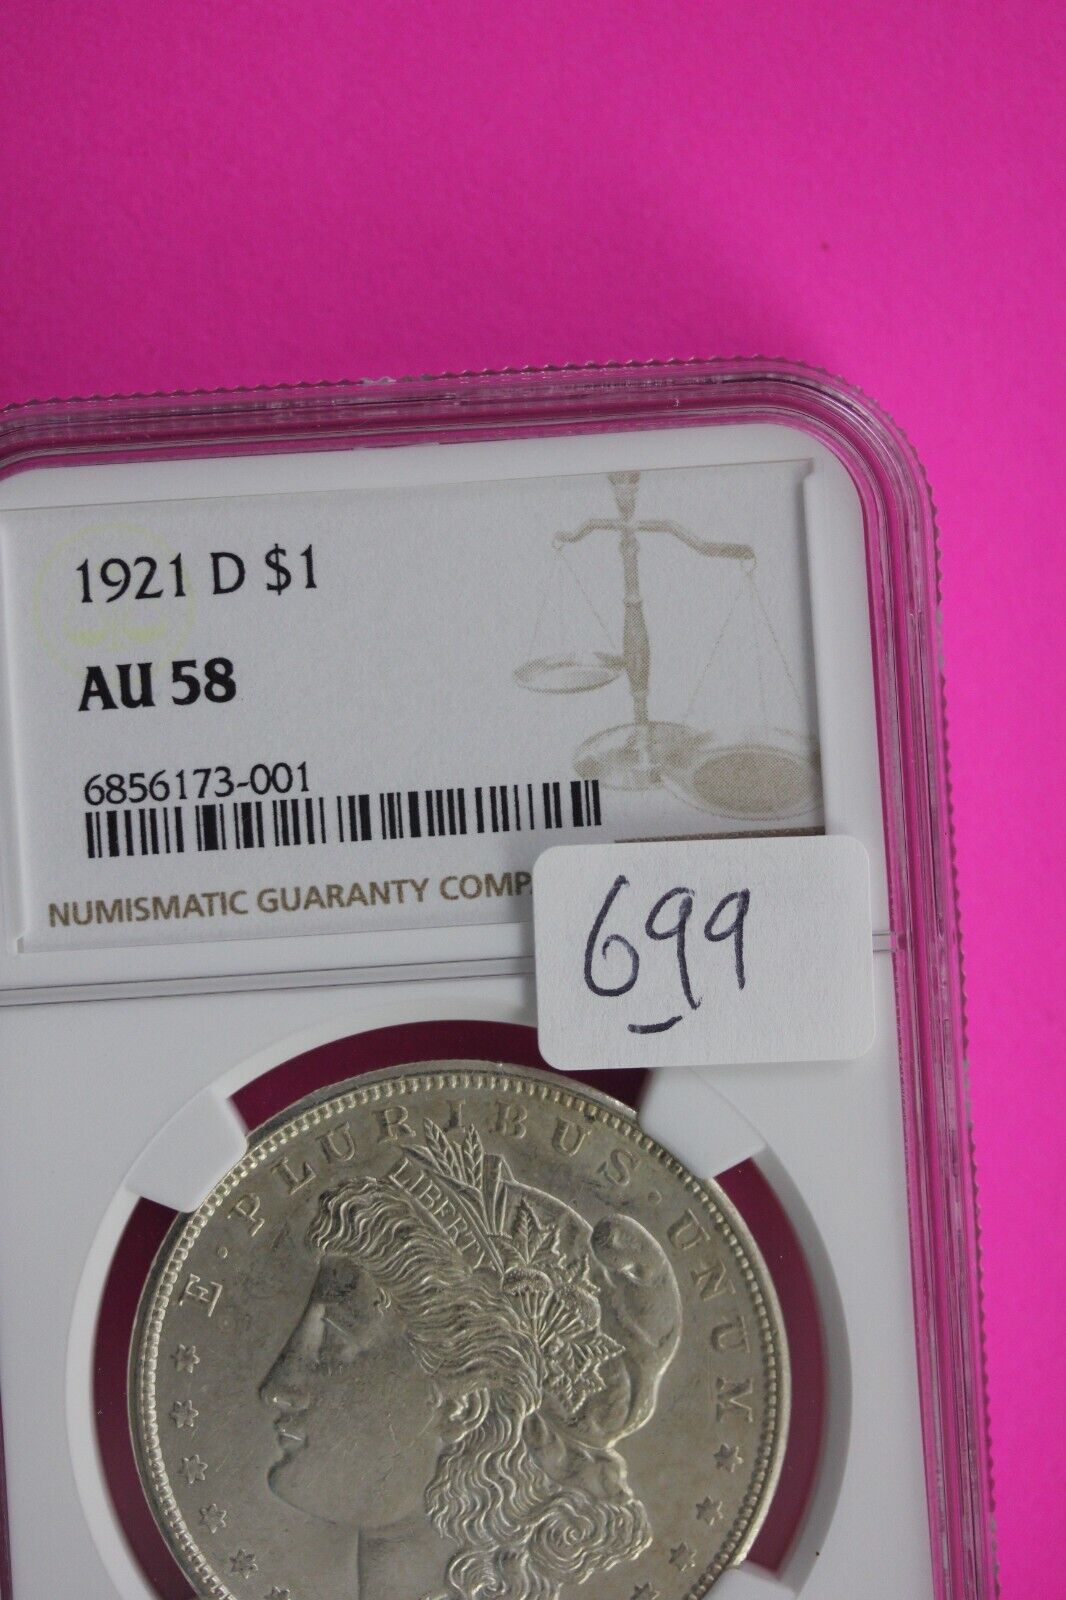 1921 D $1
AU 58
6856173-001
NUMISMATIC GUARANTY COMP
699
E · PLURIBUS · UNUM
LIBERTY